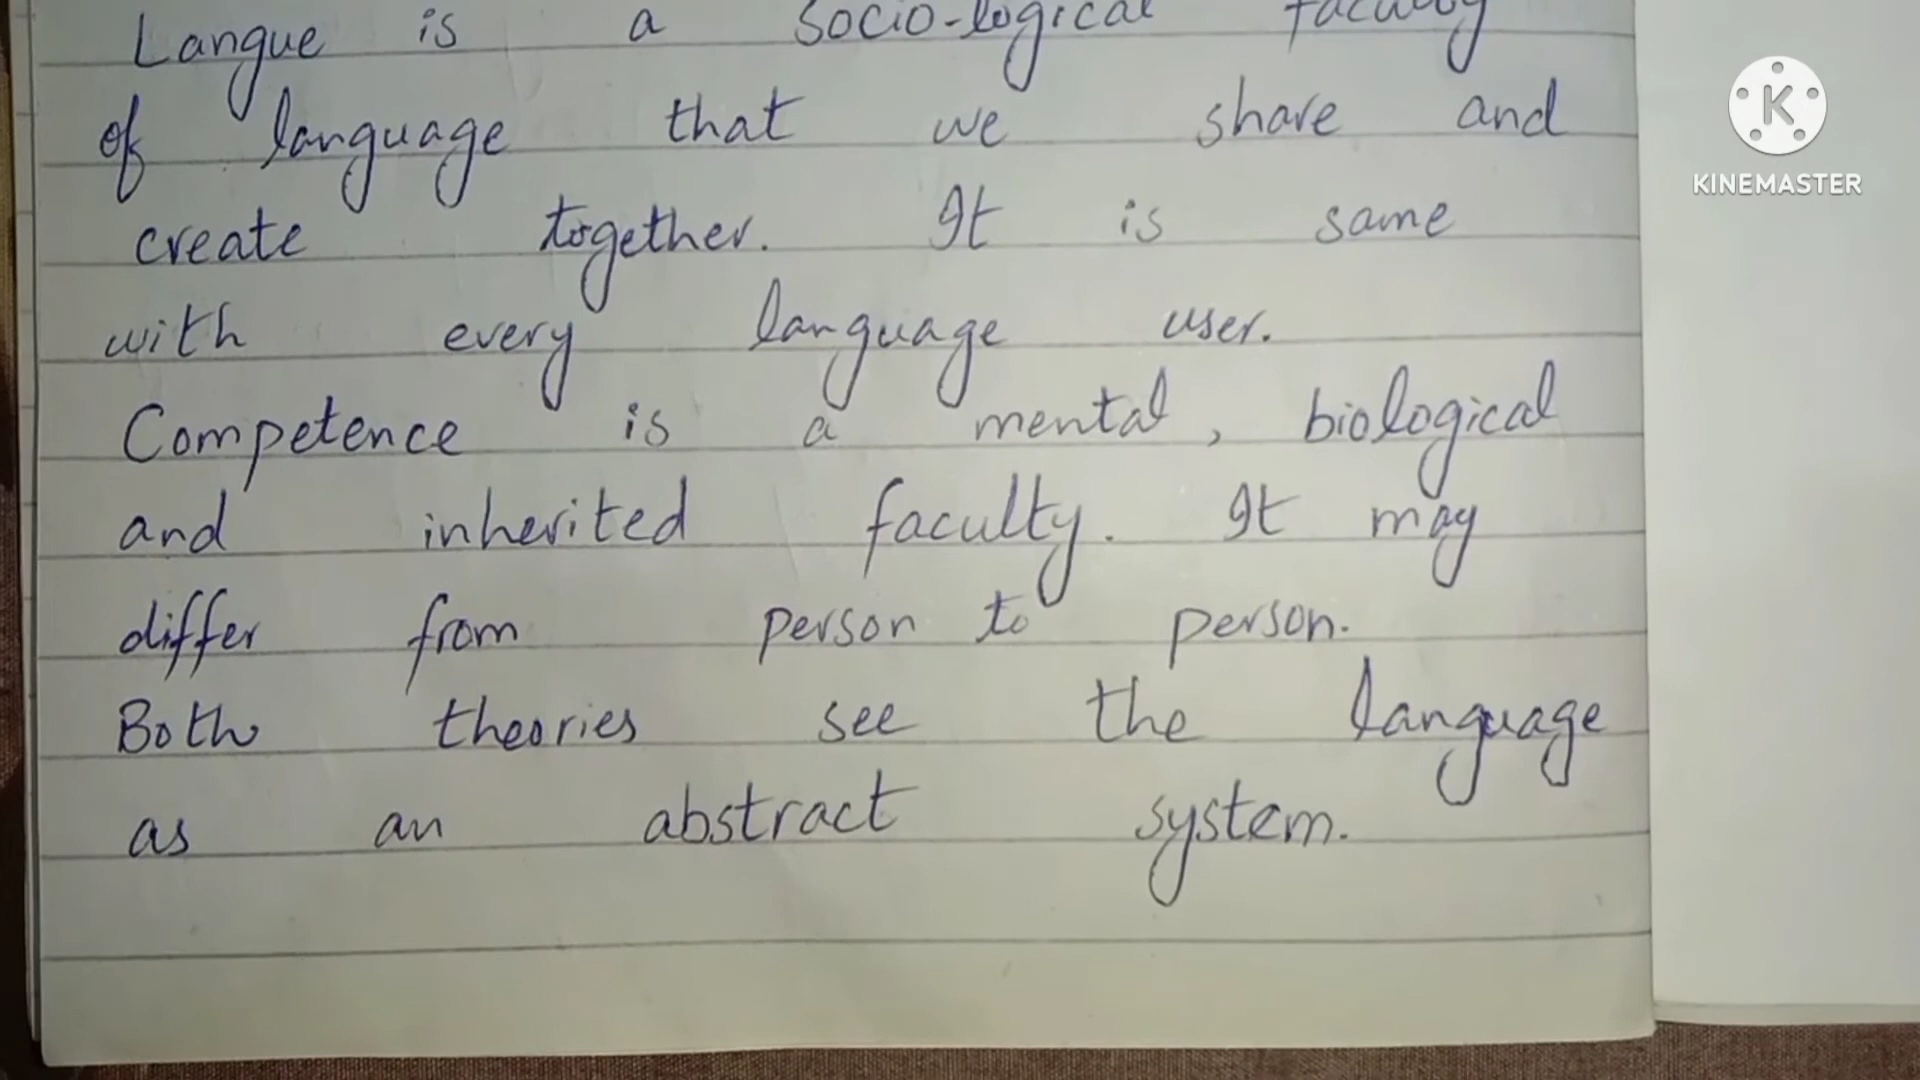 Langue is a Socio-logical faculty
of language that we share and
create together. It is same
with every language user.
Competence is a mental, biological
and inherited faculty. It may
differ from person to person.
Both theories see the language
as an abstract system.
K
KINEMASTER